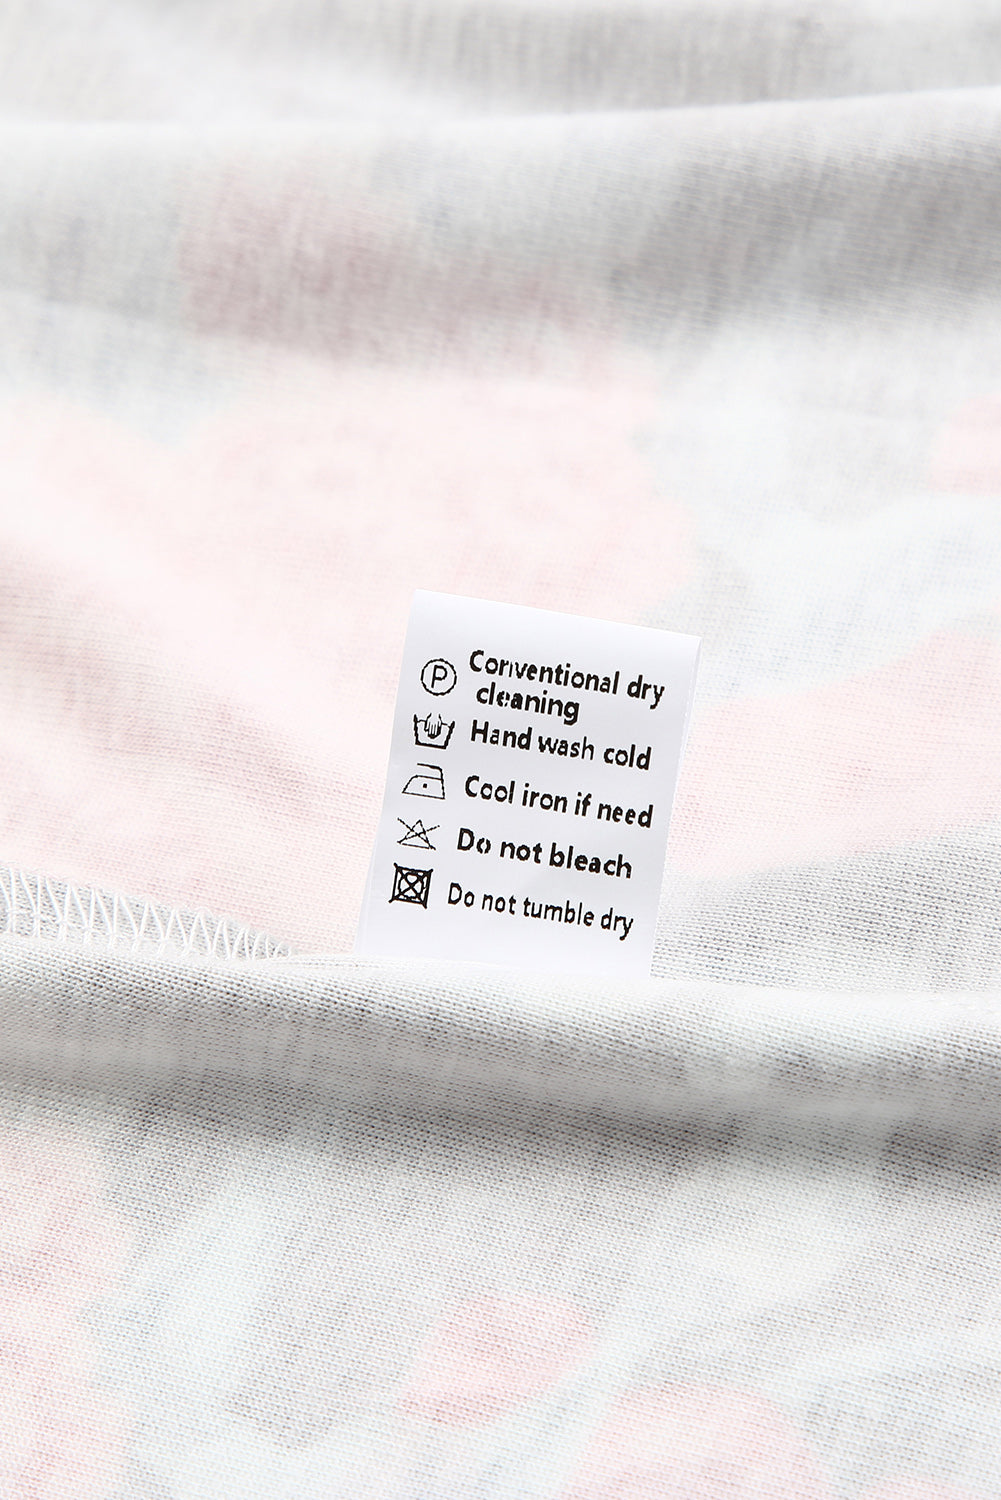 P Conventional dry
cleaning
Hand wash cold
Cool iron if need
Do not bleach
Do not tumble dry